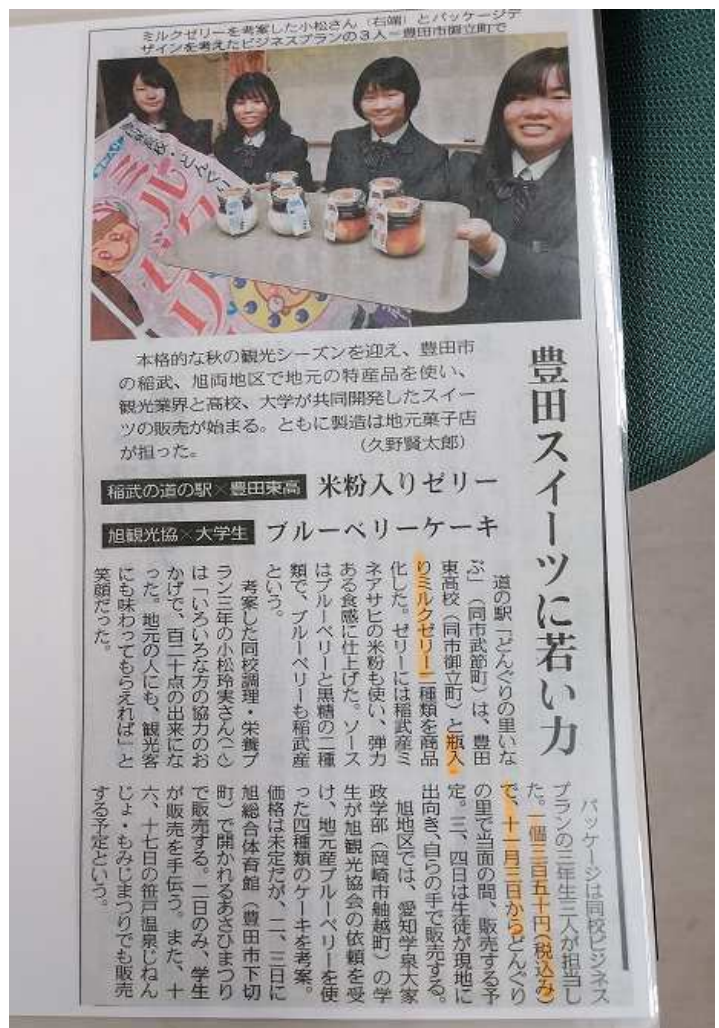 ミルクゼリーを考案した小松さん（右端）とパッケージデ
ザインを考えたビジネスプランの３人＝豊田市御立町で
ミルクゼリ
豊田スイーツに若い力
本格的な秋の観光シーズンを迎え、豊田市
の稲武、旭両地区で地元の特産品を使い、
観光業界と高校、大学が共同開発したスイー
ツの販売が始まる。ともに製造は地元菓子店
が担った。（久野賢太郎）
稲武の道の駅×豊田東高 米粉入りゼリー
旭観光協×大学生 ブルーベリーケーキ
道の駅「どんぐりの里いな
ぶ」（同市武節町）は、豊田
東高校（同市御立町）と瓶入
りミルクゼリー二種類を商品
化した。ゼリーには稲武産ミ
ネアサヒの米粉も使い、弾力
ある食感に仕上げた。ソース
はブルーベリーと黒糖の二種
類で、ブルーベリーも稲武産
という。
考案した同校調理・栄養プ
ラン三年の小松玲実さん（一八）
は「いろいろな方の協力のお
かげで、百二十点の出来にな
った。地元の人にも、観光客
にも味わってもらえれば」と
笑顔だった。
パッケージは同校ビジネス
プランの三年生三人が担当し
た。一個三百五十円（税込み）
で、十一月三日からどんぐり
の里で当面の間、販売する予
定。三、四日は生徒が現地に
出向き、自らの手で販売する。
旭地区では、愛知学泉大家
政学部（岡崎市舳越町）の学
生が旭観光協会の依頼を受
け、地元産ブルーベリーを使
った四種類のケーキを考案。
価格は未定だが、二、三日に
旭総合体育館（豊田市下切
町）で開かれるあさひまつり
で販売する。二日のみ、学生
が販売を手伝う。また、十
六、十七日の笹戸温泉じねん
じょ・もみじまつりでも販売
する予定という。